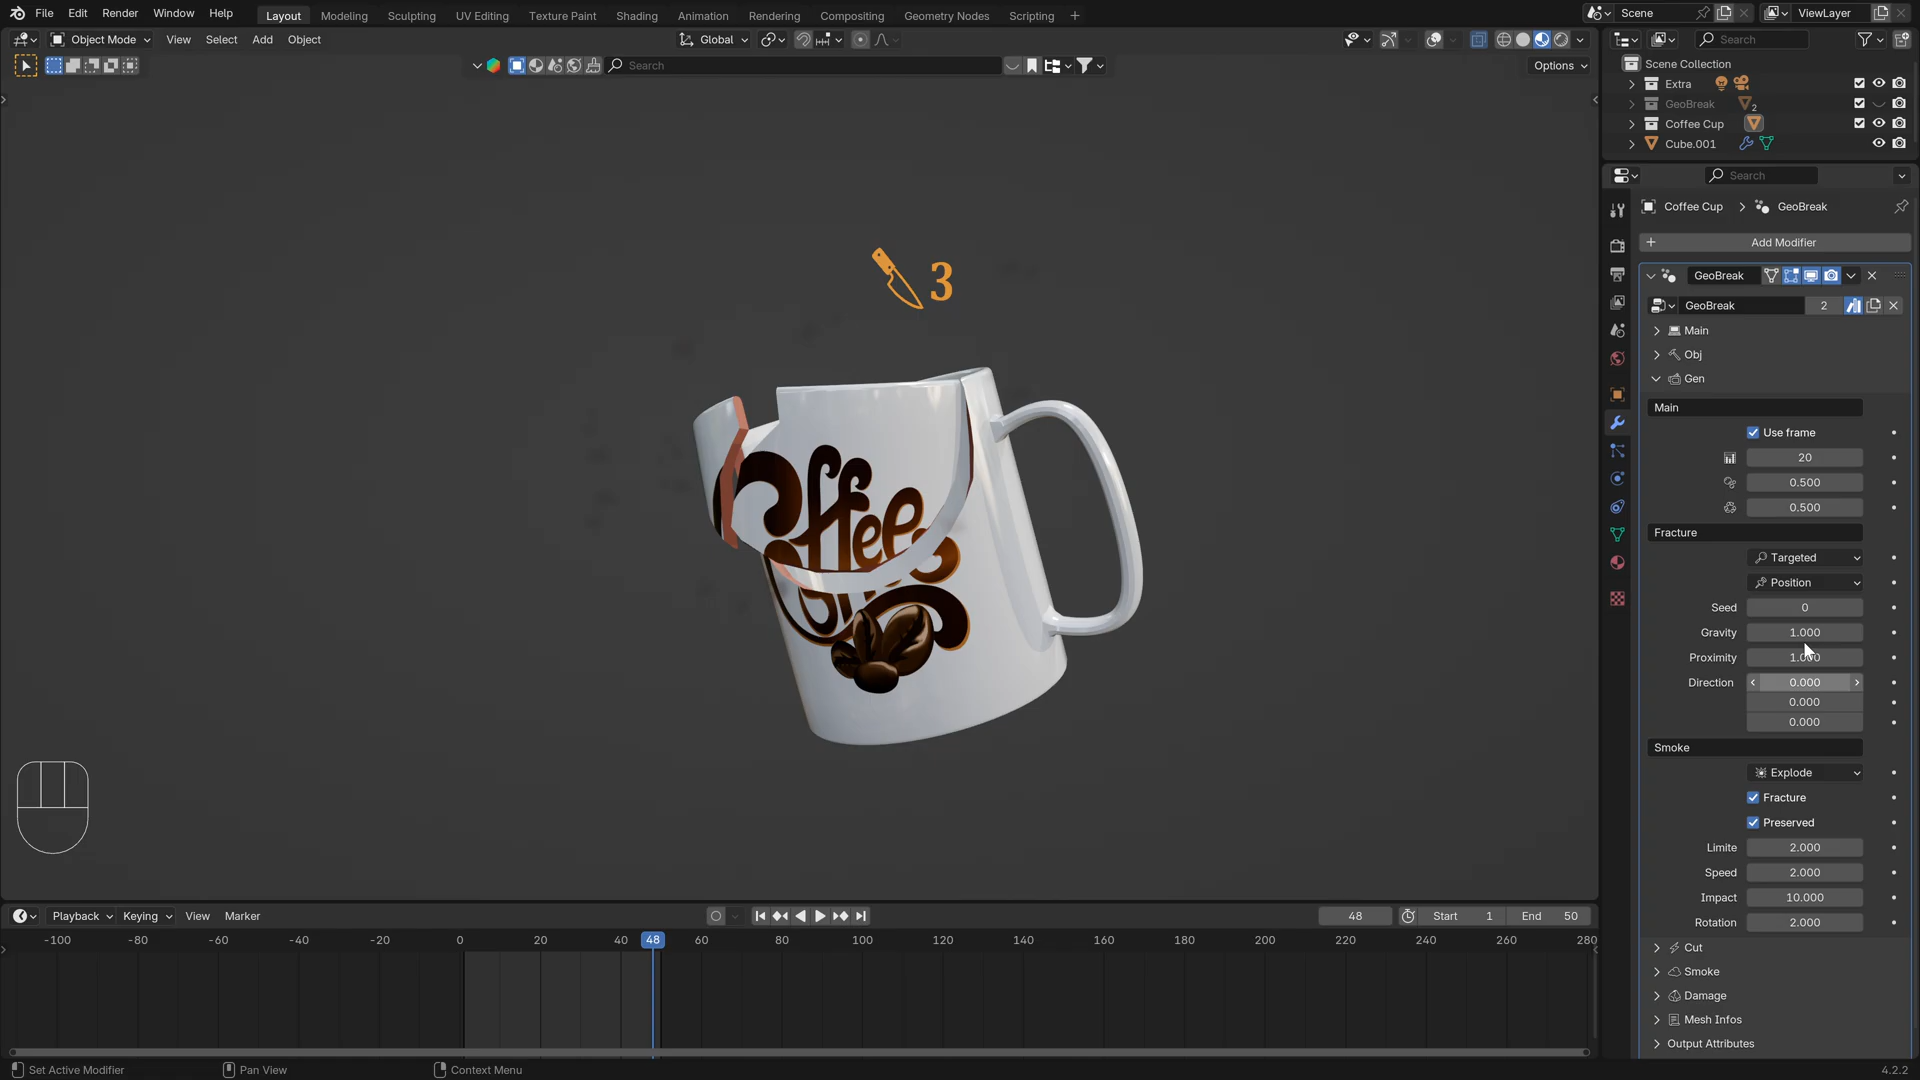 File Edit Render Window Help Layout Modeling Sculpting UV Editing Texture Paint Shading Animation Rendering Compositing Geometry Nodes Scripting + Scene ViewLayer
Object Mode View Select Add Object Global Search
Search Options
Scene Collection
Extra
GeoBreak 2
Coffee Cup
Cube.001
Search
Coffee Cup > GeoBreak
+ Add Modifier
GeoBreak
GeoBreak 2
Main
Obj
Gen
Main
Use frame
20
0.500
0.500
Fracture
Targeted
Position
Seed 0
Gravity 1.000
Proximity 1.000
Direction 0.000
0.000
0.000
Smoke
Explode
Fracture
Preserved
Limite 2.000
Speed 2.000
Impact 10.000
Rotation 2.000
Cut
Smoke
Damage
Mesh Infos
Output Attributes
3
Coffee
Playback Keying View Marker 48 Start 1 End 50
-100 -80 -60 -40 -20 0 20 40 48 60 80 100 120 140 160 180 200 220 240 260 280
Set Active Modifier Pan View Context Menu 4.2.2